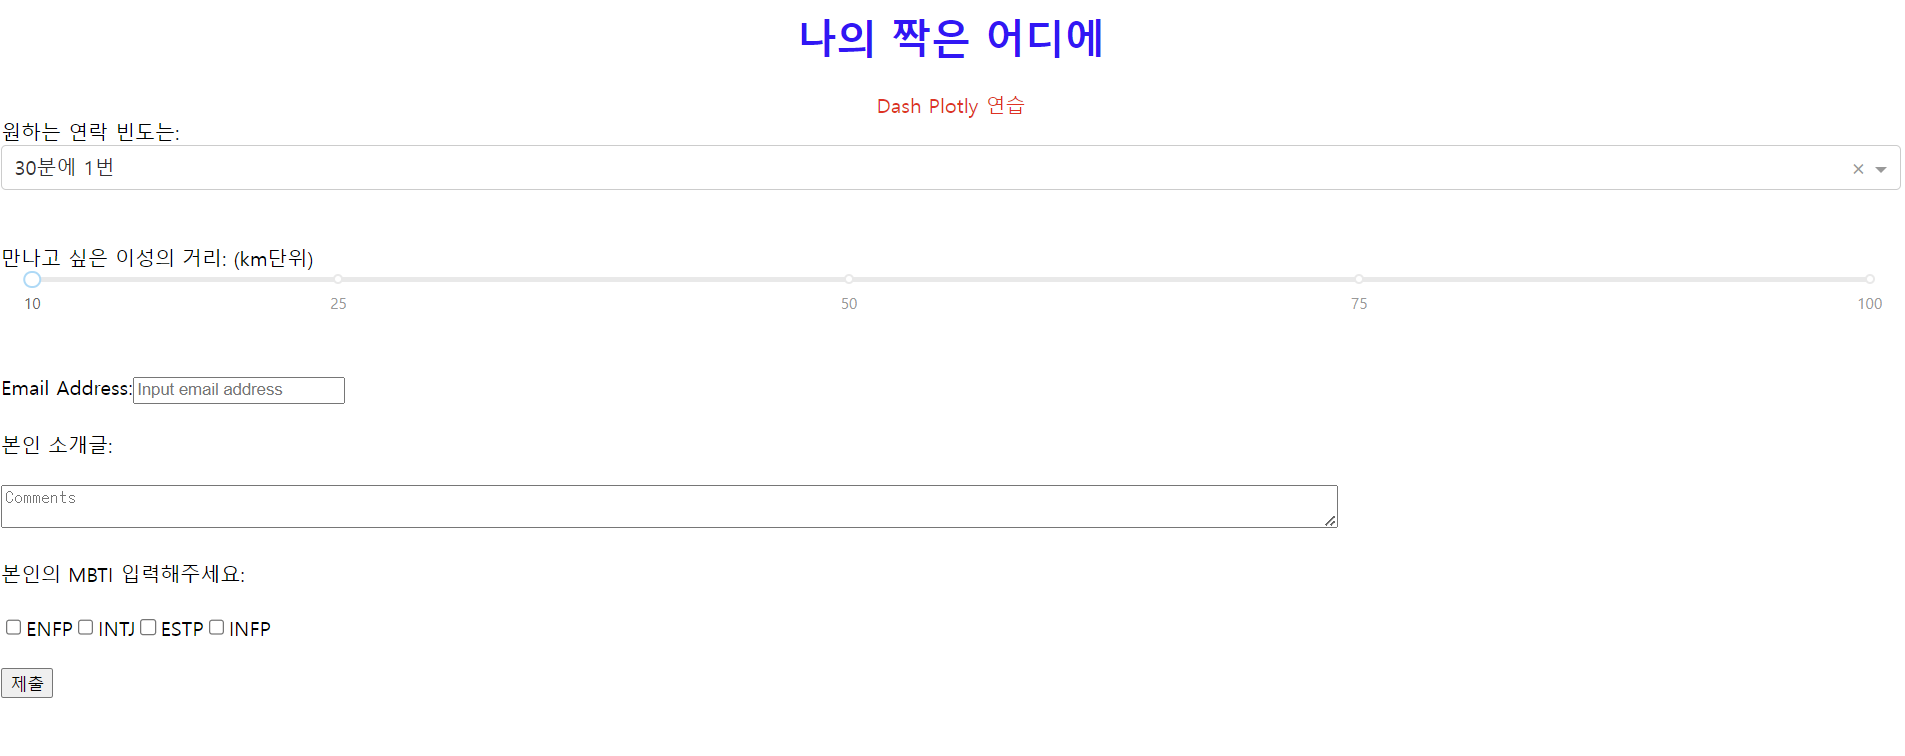 나의 짝은 어디에
Dash Plotly 연습
원하는 연락 빈도는:
30분에 1번
만나고 싶은 이성의 거리: (km단위)
10 25 50 75 100
Email Address: Input email address
본인 소개글:
Comments
본인의 MBTI 입력해주세요:
ENFP INTJ ESTP INFP
제출